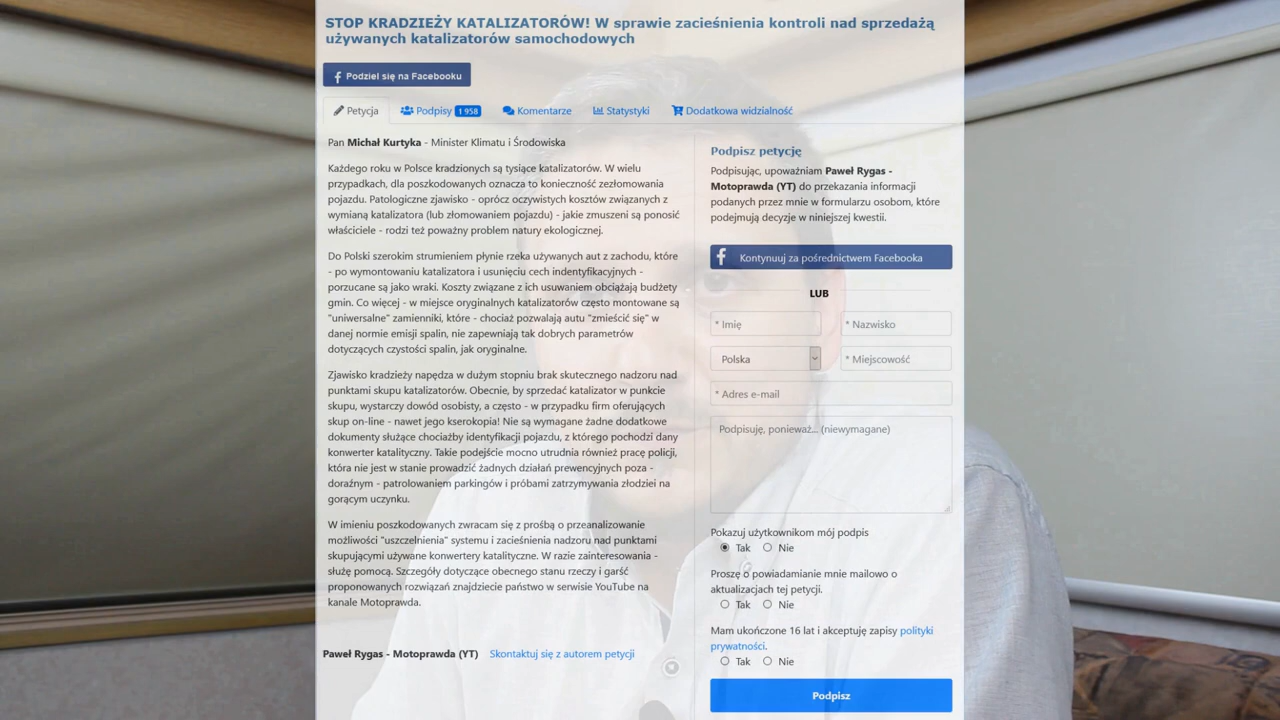 STOP KRADZIEŻY KATALIZATORÓW! W sprawie zacieśnienia kontroli nad sprzedażą
używanych katalizatorów samochodowych
Podziel się na Facebooku
Petycja Podpisy 1 958 Komentarze Statystyki Dodatkowa widzialność
Pan Michał Kurtyka - Minister Klimatu i Środowiska
Każdego roku w Polsce kradzionych są tysiące katalizatorów. W wielu
przypadkach, dla poszkodowanych oznacza to konieczność zezłomowania
pojazdu. Patologiczne zjawisko - oprócz oczywistych kosztów związanych z
wymianą katalizatora (lub złomowaniem pojazdu) - jakie zmuszeni są ponosić
właściciele - rodzi też poważny problem natury ekologicznej.
Do Polski szerokim strumieniem płynie rzeka używanych aut z zachodu, które
- po wymontowaniu katalizatora i usunięciu cech indentyfikacyjnych -
porzucane są jako wraki. Koszty związane z ich usuwaniem obciążają budżety
gmin. Co więcej - w miejsce oryginalnych katalizatorów często montowane są
"uniwersalne" zamienniki, które - chociaż pozwalają autu "zmieścić się" w
danej normie emisji spalin, nie zapewniają tak dobrych parametrów
dotyczących czystości spalin, jak oryginalne.
Zjawisko kradzieży napędza w dużym stopniu brak skutecznego nadzoru nad
punktami skupu katalizatorów. Obecnie, by sprzedać katalizator w punkcie
skupu, wystarczy dowód osobisty, a często - w przypadku firm oferujących
skup on-line - nawet jego kserokopia! Nie są wymagane żadne dodatkowe
dokumenty służące chociażby identyfikacji pojazdu, z którego pochodzi dany
konwerter katalityczny. Takie podejście mocno utrudnia również pracę policji,
która nie jest w stanie prowadzić żadnych działań prewencyjnych poza -
doraźnym - patrolowaniem parkingów i próbami zatrzymywania złodziei na
gorącym uczynku.
W imieniu poszkodowanych zwracam się z prośbą o przeanalizowanie
możliwości "uszczelnienia" systemu i zacieśnienia nadzoru nad punktami
skupującymi używane konwertery katalityczne. W razie zainteresowania -
służę pomocą. Szczegóły dotyczące obecnego stanu rzeczy i garść
proponowanych rozwiązań znajdziecie państwo w serwisie YouTube na
kanale Motoprawda.
Paweł Rygas - Motoprawda (YT) Skontaktuj się z autorem petycji
Podpisz petycję
Podpisując, upoważniam Paweł Rygas -
Motoprawda (YT) do przekazania informacji
podanych przez mnie w formularzu osobom, które
podejmują decyzje w niniejszej kwestii.
Kontynuuj za pośrednictwem Facebooka
LUB
* Imię * Nazwisko
Polska * Miejscowość
* Adres e-mail
Podpisuję, ponieważ... (niewymagane)
Pokazuj użytkownikom mój podpis
Tak Nie
Proszę o powiadamianie mnie mailowo o
aktualizacjach tej petycji.
Tak Nie
Mam ukończone 16 lat i akceptuję zapisy polityki
prywatności.
Tak Nie
Podpisz